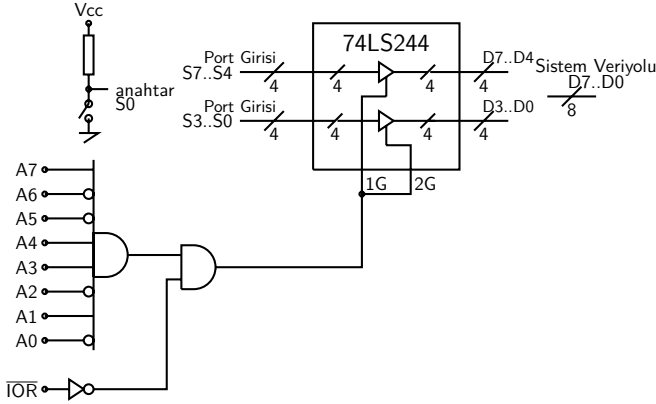 Vcc
anahtar
S0
74LS244
Port Girisi
S7..S4
4
4
4
4
D7..D4
Port Girisi
S3..S0
4
4
4
4
D3..D0
Sistem Veriyolu
D7..D0
8
1G
2G
A7
A6
A5
A4
A3
A2
A1
A0
IOR